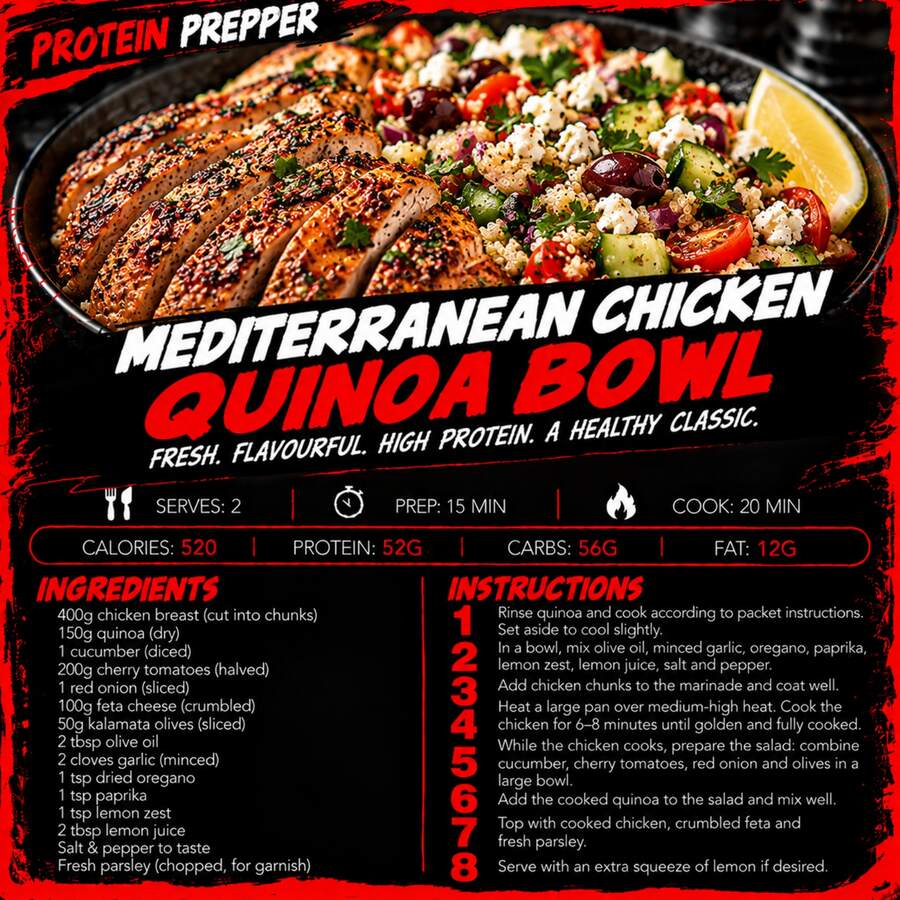 PROTEIN PREPPER
MEDITERRANEAN CHICKEN
QUINOA BOWL
FRESH. FLAVOURFUL. HIGH PROTEIN. A HEALTHY CLASSIC.
SERVES: 2
PREP: 15 MIN
COOK: 20 MIN
CALORIES: 520
PROTEIN: 52G
CARBS: 56G
FAT: 12G
INGREDIENTS
400g chicken breast (cut into chunks)
150g quinoa (dry)
1 cucumber (diced)
200g cherry tomatoes (halved)
1 red onion (sliced)
100g feta cheese (crumbled)
50g kalamata olives (sliced)
2 tbsp olive oil
2 cloves garlic (minced)
1 tsp dried oregano
1 tsp paprika
1 tsp lemon zest
2 tbsp lemon juice
Salt & pepper to taste
Fresh parsley (chopped, for garnish)
INSTRUCTIONS
1 Rinse quinoa and cook according to packet instructions.
Set aside to cool slightly.
2 In a bowl, mix olive oil, minced garlic, oregano, paprika,
lemon zest, lemon juice, salt and pepper.
3 Add chicken chunks to the marinade and coat well.
4 Heat a large pan over medium-high heat. Cook the
chicken for 6–8 minutes until golden and fully cooked.
5 While the chicken cooks, prepare the salad: combine
cucumber, cherry tomatoes, red onion and olives in a
large bowl.
6 Add the cooked quinoa to the salad and mix well.
7 Top with cooked chicken, crumbled feta and
fresh parsley.
8 Serve with an extra squeeze of lemon if desired.